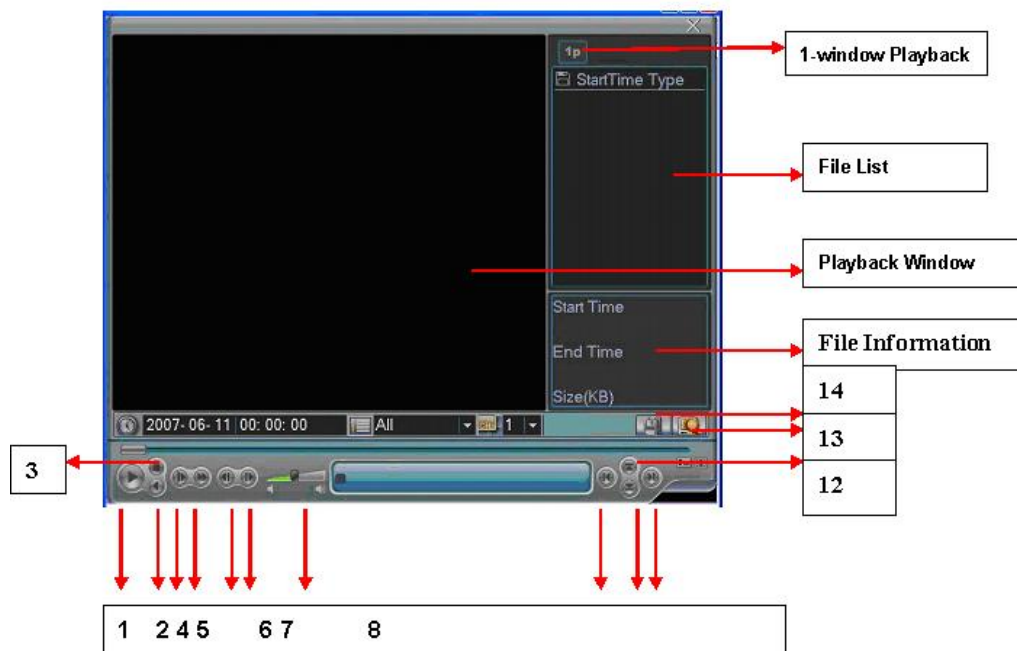 1p
1-window Playback
StartTime Type
File List
Playback Window
Start Time
End Time
Size(KB)
File Information
14
13
12
2007- 06- 11 00: 00: 00
All
1
3
1 2 4 5 6 7 8